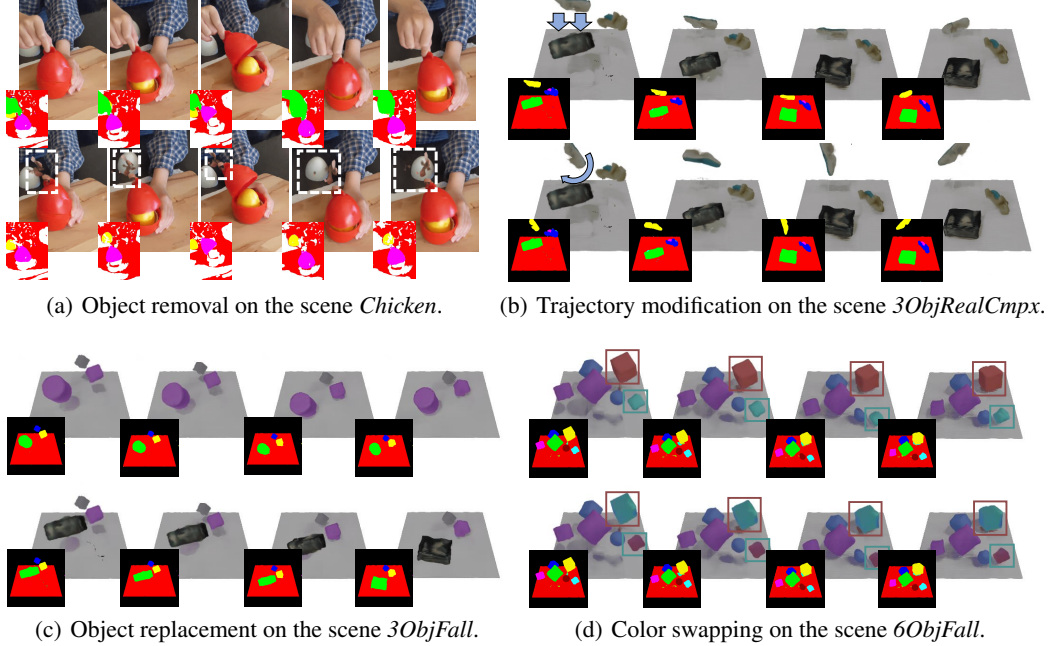 (a) Object removal on the scene Chicken.
(b) Trajectory modification on the scene 3ObjRealCmpx.
(c) Object replacement on the scene 3ObjFall.
(d) Color swapping on the scene 6ObjFall.